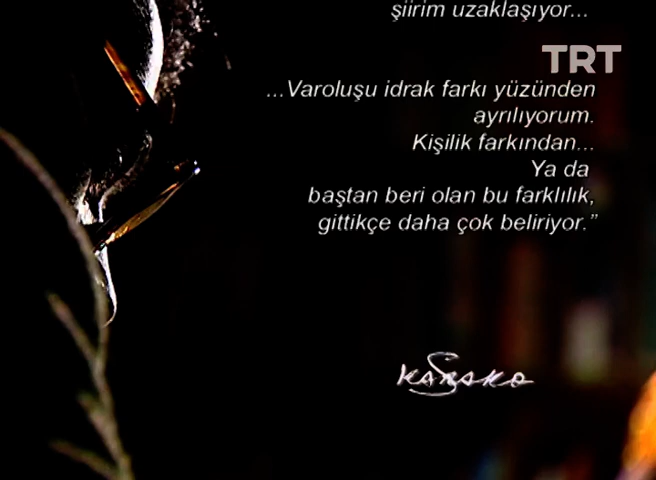 şiirim uzaklaşıyor...
TRT
...Varoluşu idrak farkı yüzünden
ayrılıyorum.
Kişilik farkından...
Ya da
baştan beri olan bu farklılık,
gittikçe daha çok beliriyor.”